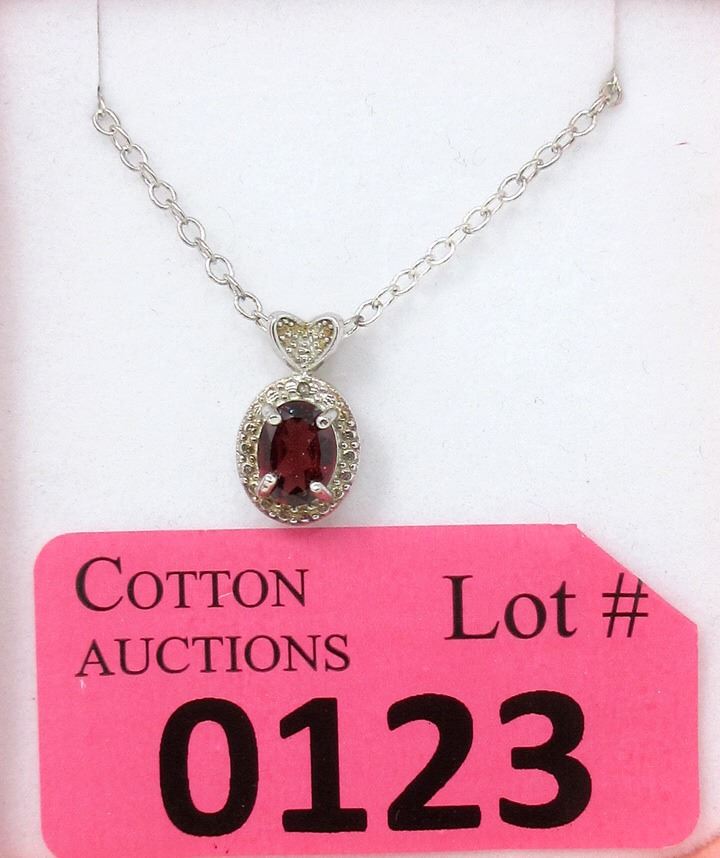 COTTON
AUCTIONS
Lot #
0123